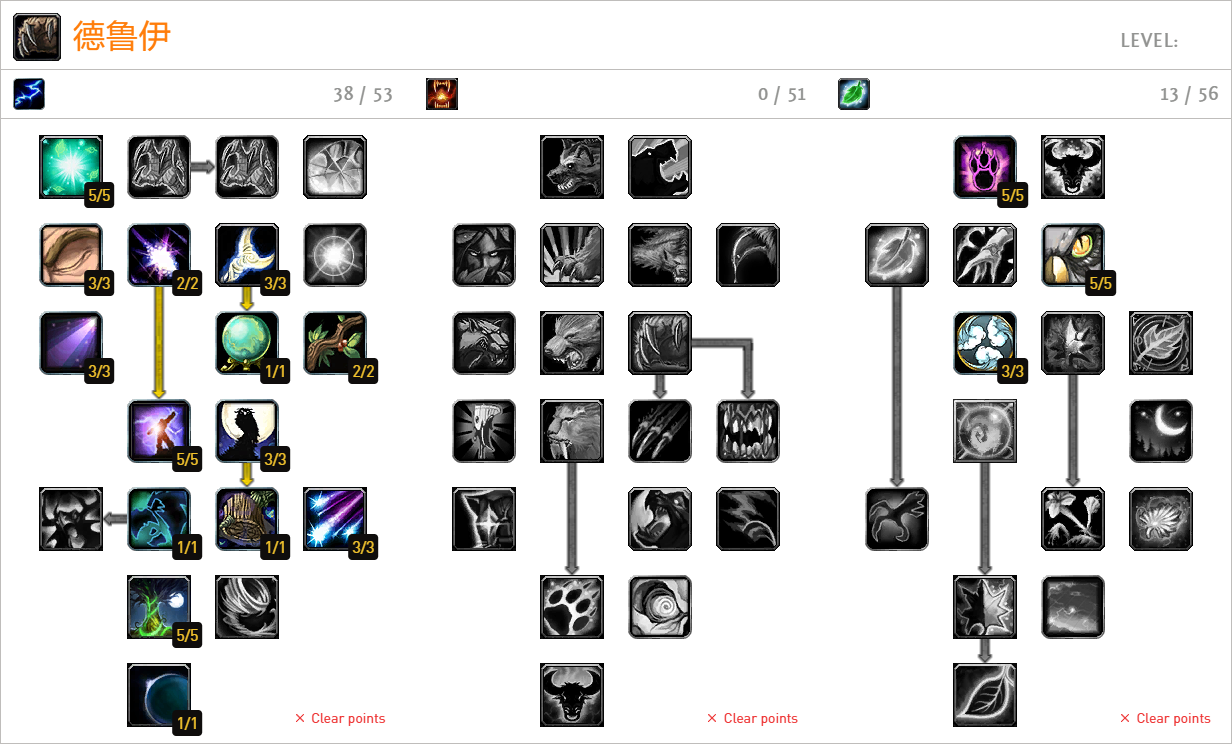 德鲁伊
LEVEL:
38 / 53
0 / 51
13 / 56
5/5
5/5
3/3
2/2
3/3
5/5
3/3
1/1
2/2
3/3
5/5
3/3
1/1
1/1
3/3
5/5
1/1
× Clear points
× Clear points
× Clear points